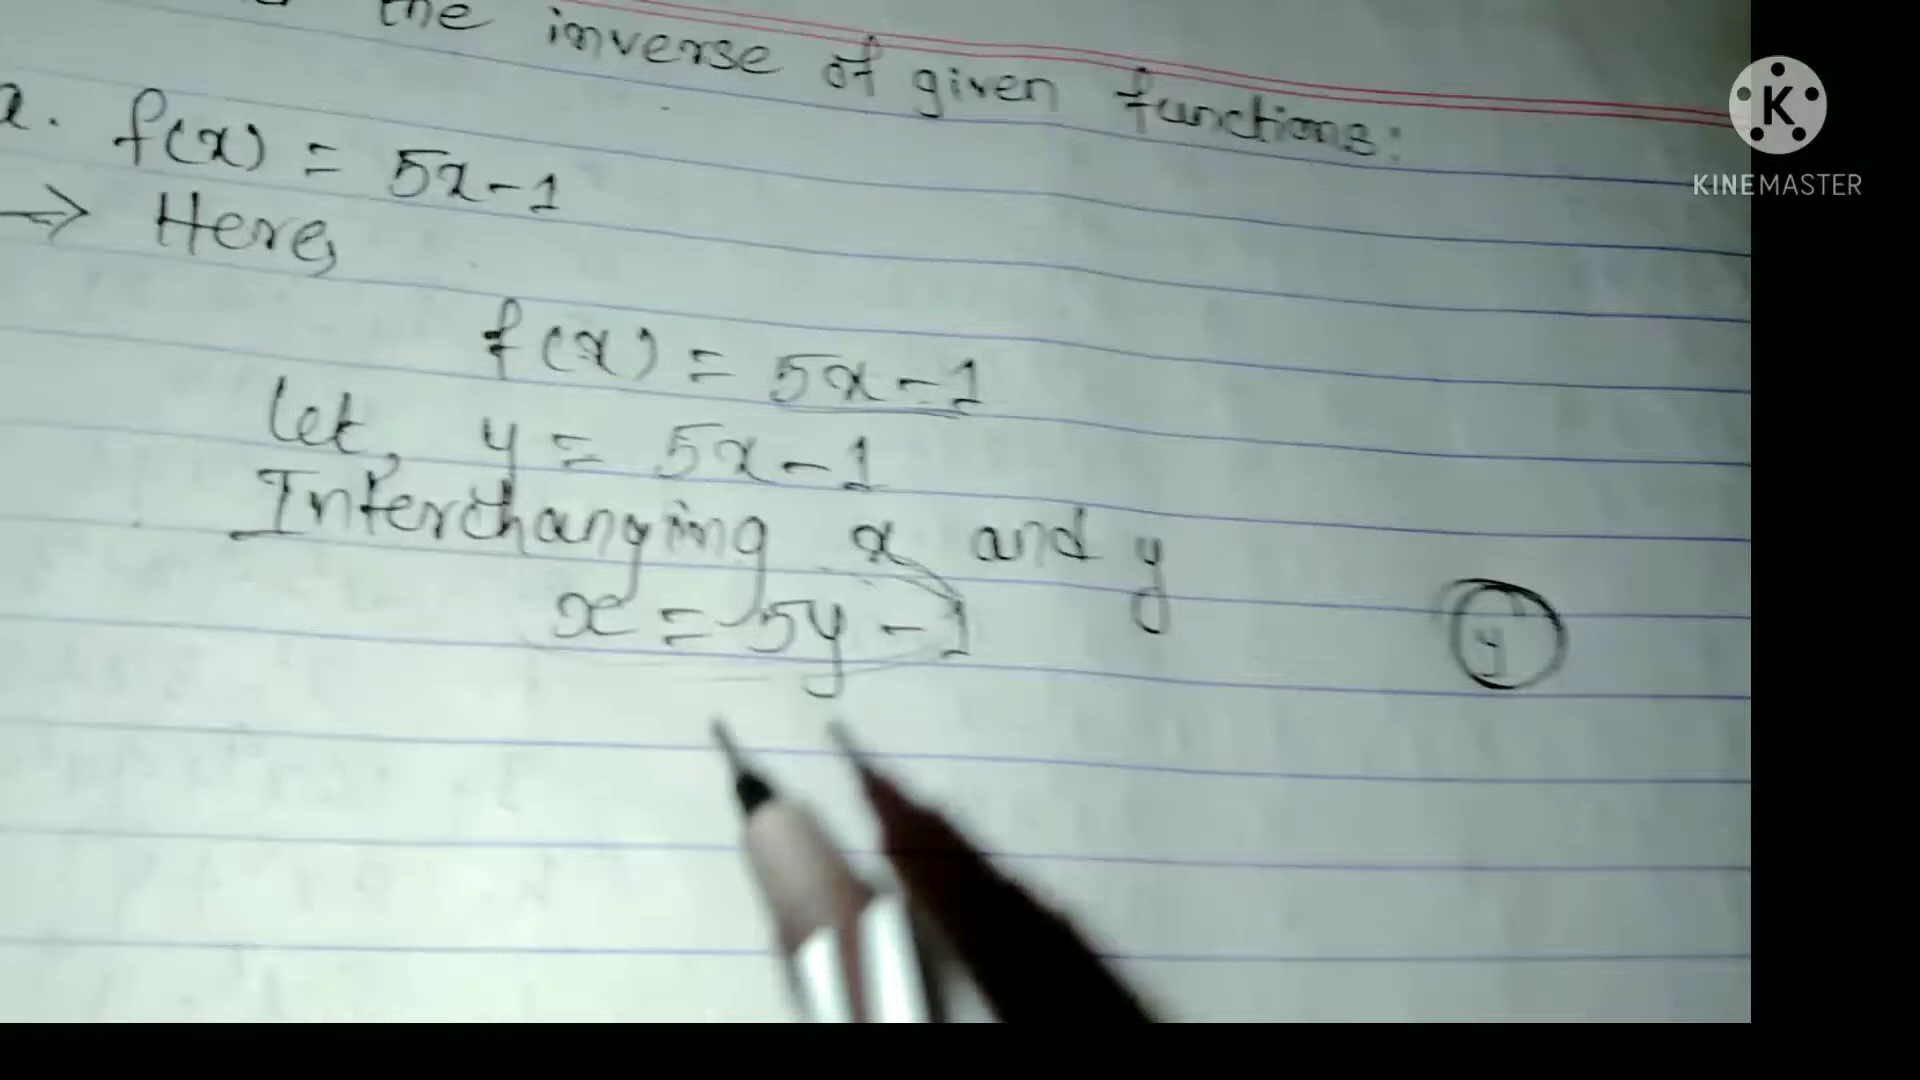 the inverse of given functions:
a. f(x) = 5x-1
→ Here,
f(x) = 5x-1
let, y = 5x-1
Interchanging x and y
x = 5y-1
y
K
KINEMASTER